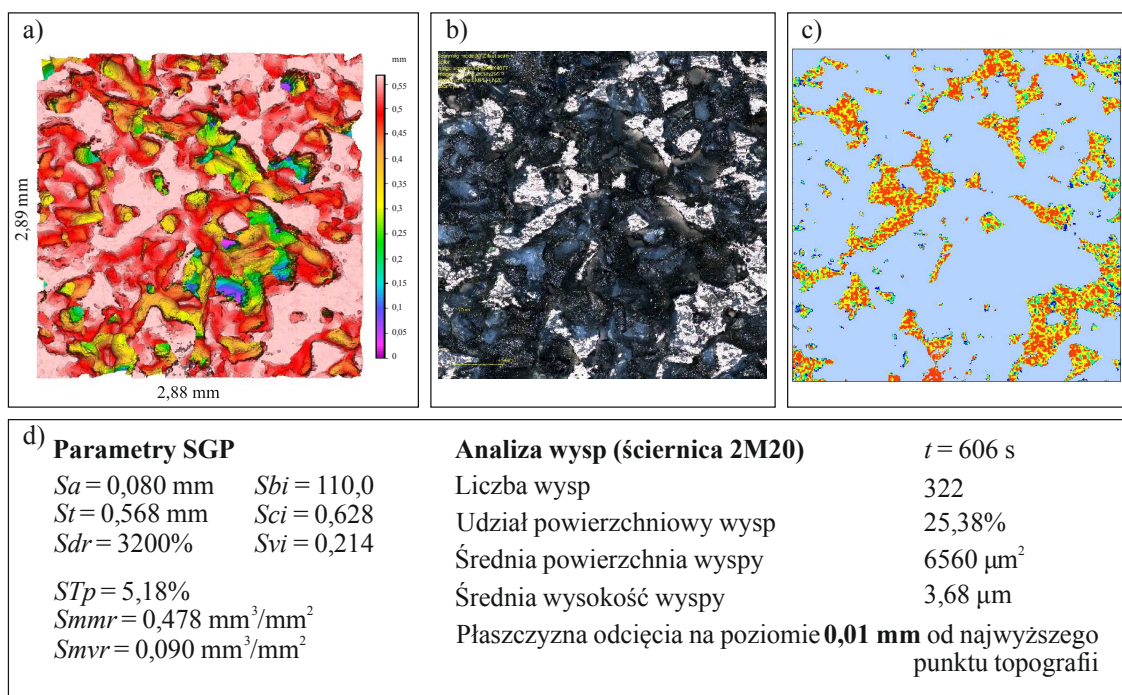 a)
mm
0,55
0,5
0,45
0,4
0,35
0,3
0,25
0,2
0,15
0,1
0,05
0
2,89 mm
2,88 mm
b)
c)
d)
Parametry SGP
Sa = 0,080 mm Sbi = 110,0
St = 0,568 mm Sci = 0,628
Sdr = 3200% Svi = 0,214
STp = 5,18%
Smmr = 0,478 mm³/mm²
Smvr = 0,090 mm³/mm²
Analiza wysp (ściernica 2M20) t = 606 s
Liczba wysp 322
Udział powierzchniowy wysp 25,38%
Średnia powierzchnia wyspy 6560 μm²
Średnia wysokość wyspy 3,68 μm
Płaszczyzna odcięcia na poziomie 0,01 mm od najwyższego
punktu topografii